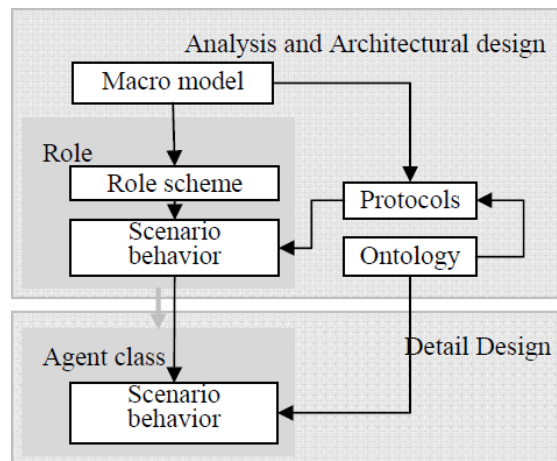 Analysis and Architectural design
Macro model
Role
Role scheme
Scenario
behavior
Protocols
Ontology
Detail Design
Agent class
Scenario
behavior